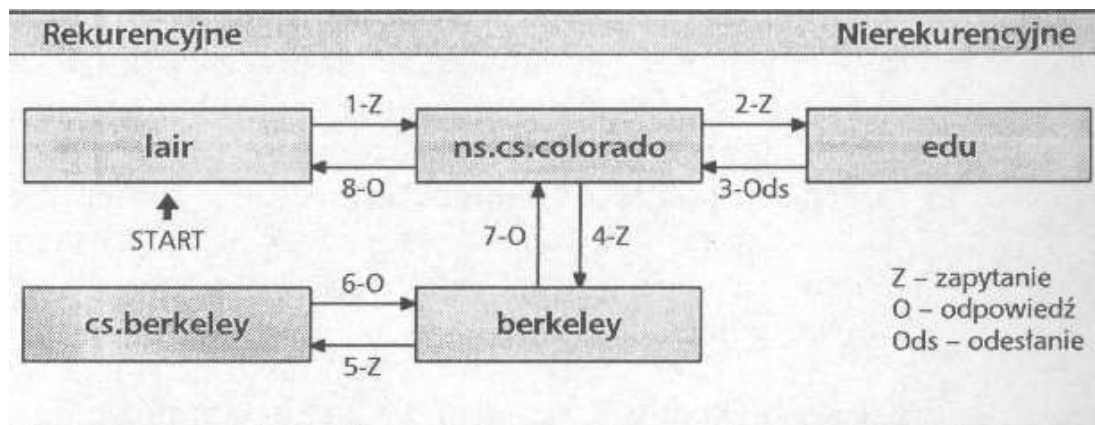 Rekurencyjne Nierekurencyjne
1-Z 2-Z
lair ns.cs.colorado edu
8-O 3-Ods
START 7-O 4-Z
6-O Z – zapytanie
cs.berkeley berkeley O – odpowiedź
5-Z Ods – odesłanie